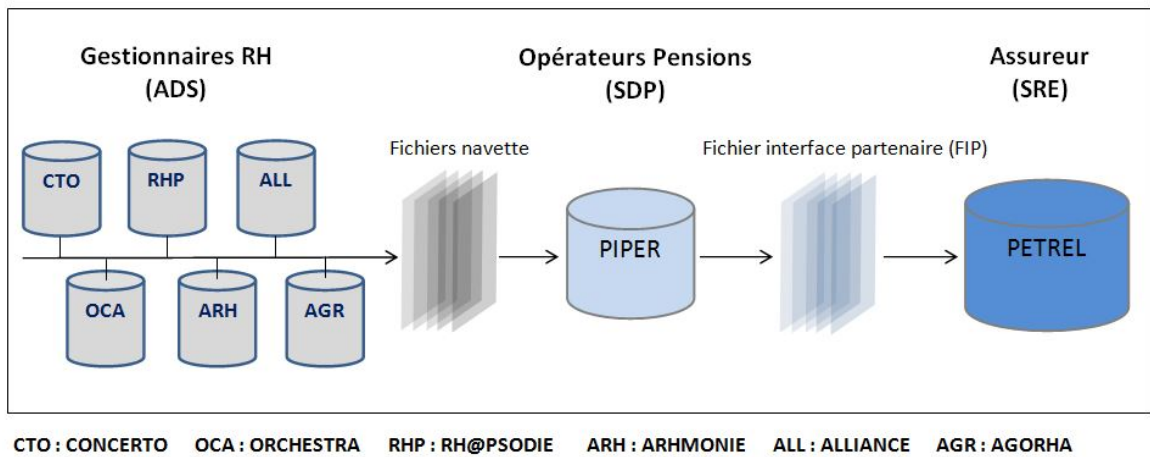 Gestionnaires RH
(ADS)
Opérateurs Pensions
(SDP)
Assureur
(SRE)
Fichiers navette
Fichier interface partenaire (FIP)
CTO
RHP
ALL
PIPER
PETREL
OCA
ARH
AGR
CTO : CONCERTO OCA : ORCHESTRA RHP : RH@PSODIE ARH : ARHMONIE ALL : ALLIANCE AGR : AGORHA